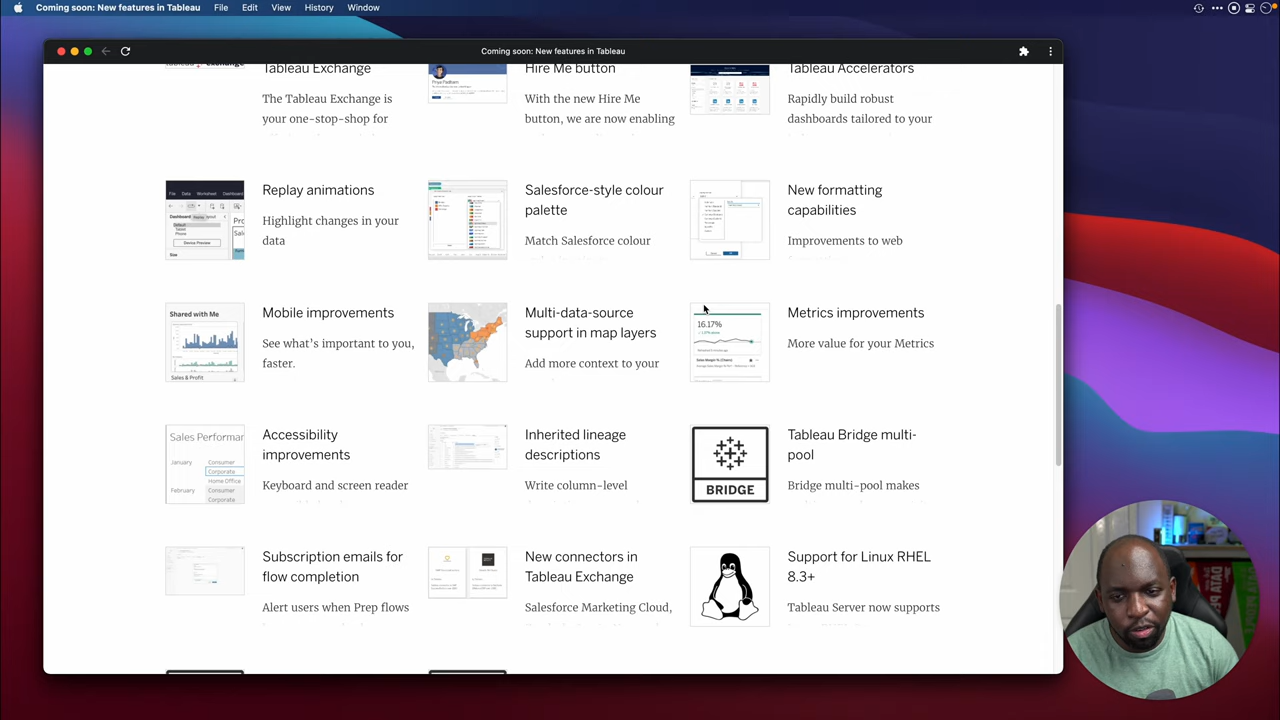 Coming soon: New features in Tableau File Edit View History Window
Coming soon: New features in Tableau
Tableau Exchange
The Tableau Exchange is
your one-stop-shop for
Hire Me button
With the new Hire Me
button, we are now enabling
Tableau Accelerators
Rapidly build robust
dashboards tailored to your
Replay animations
Highlight changes in your
data
Salesforce-style colour
palette
Match Salesforce colour
New formatting
capabilities
Improvements to web
Shared with Me
Sales & Profit
Mobile improvements
See what's important to you,
faster
Multi-data-source
support in map layers
Add more context to your
16.17%
Metrics improvements
More value for your Metrics
Sales Performan
January Consumer
Corporate
Home Office
February Consumer
Corporate
Accessibility
improvements
Keyboard and screen reader
Inherited lineage
descriptions
Write column-level
BRIDGE
Tableau Bridge multi-
pool
Bridge multi-pool makes
Subscription emails for
flow completion
Alert users when Prep flows
New connectors in
Tableau Exchange
Salesforce Marketing Cloud,
Support for Linux RHEL
8.3+
Tableau Server now supports